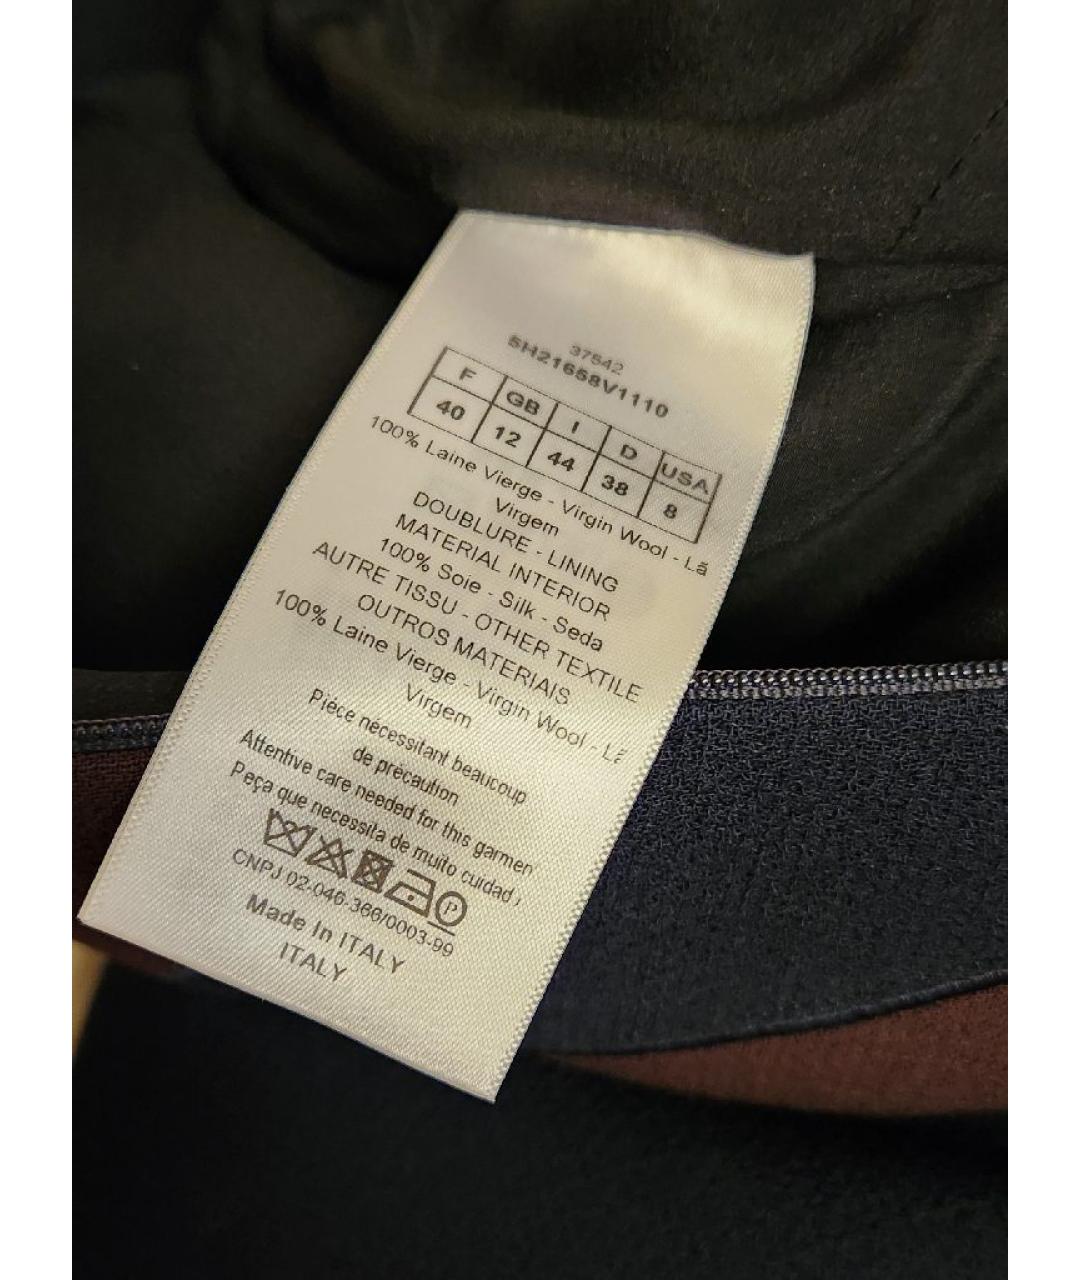 37542
5H21658V1110
F GB I D USA
40 12 44 38 8
100% Laine Vierge - Virgin Wool - Lã
Virgem
DOUBLURE - LINING
MATERIAL INTERIOR
100% Soie - Silk - Seda
AUTRE TISSU - OTHER TEXTILE
OUTROS MATERIAIS
100% Laine Vierge - Virgin Wool - Lã
Virgem
Pièce nécessitant beaucoup
de précaution
Attentive care needed for this garmen
Peça que necessita de muito cuidad
P
CNPJ 02-046-366/0003-99
Made In ITALY
ITALY